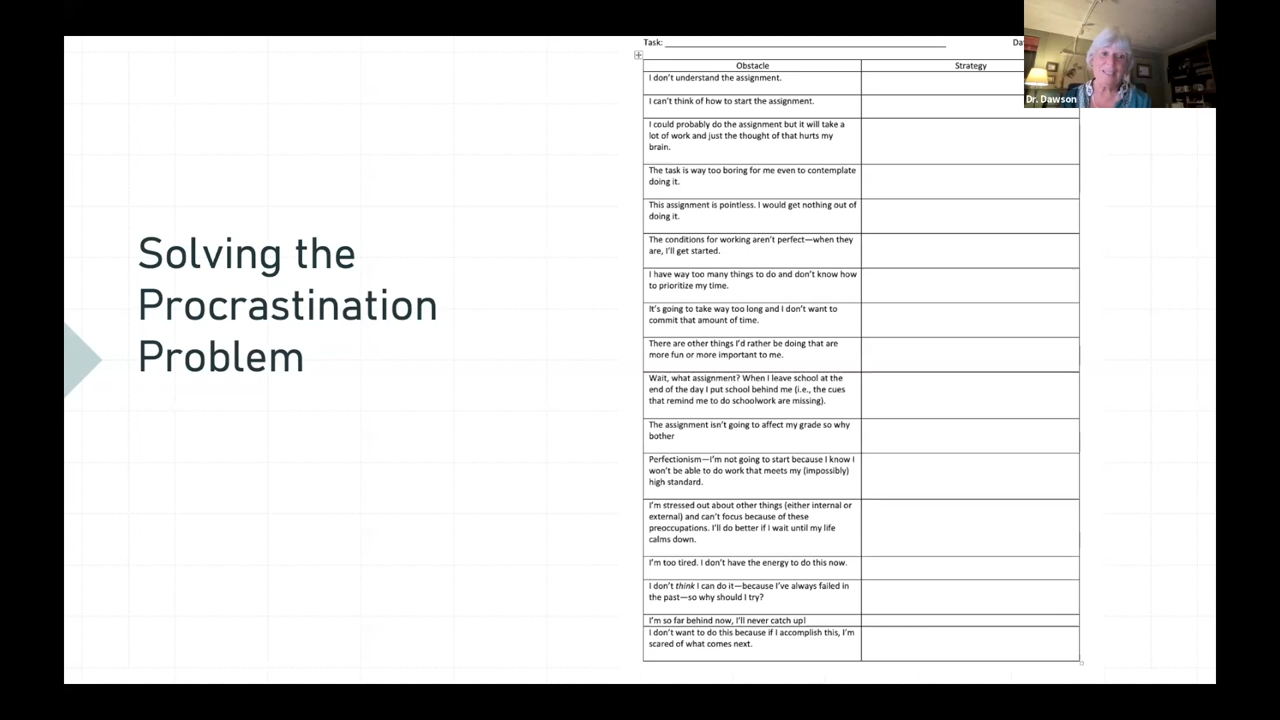 Solving the
Procrastination
Problem
Task:
Dr. Dawson
Obstacle
Strategy
I don't understand the assignment.
I can't think of how to start the assignment.
I could probably do the assignment but it will take a
lot of work and just the thought of that hurts my
brain.
The task is way too boring for me even to contemplate
doing it.
This assignment is pointless. I would get nothing out of
doing it.
The conditions for working aren't perfect—when they
are, I'll get started.
I have way too many things to do and don't know how
to prioritize my time.
It's going to take way too long and I don't want to
commit that amount of time.
There are other things I'd rather be doing that are
more fun or more important to me.
Wait, what assignment? When I leave school at the
end of the day I put school behind me (i.e., the cues
that remind me to do schoolwork are missing).
The assignment isn't going to affect my grade so why
bother
Perfectionism—I'm not going to start because I know I
won't be able to do work that meets my (impossibly)
high standard.
I'm stressed out about other things (either internal or
external) and can't focus because of these
preoccupations. I'll do better if I wait until my life
calms down.
I'm too tired. I don't have the energy to do this now.
I don't think I can do it—because I've always failed in
the past—so why should I try?
I'm so far behind now, I'll never catch up!
I don't want to do this because if I accomplish this, I'm
scared of what comes next.